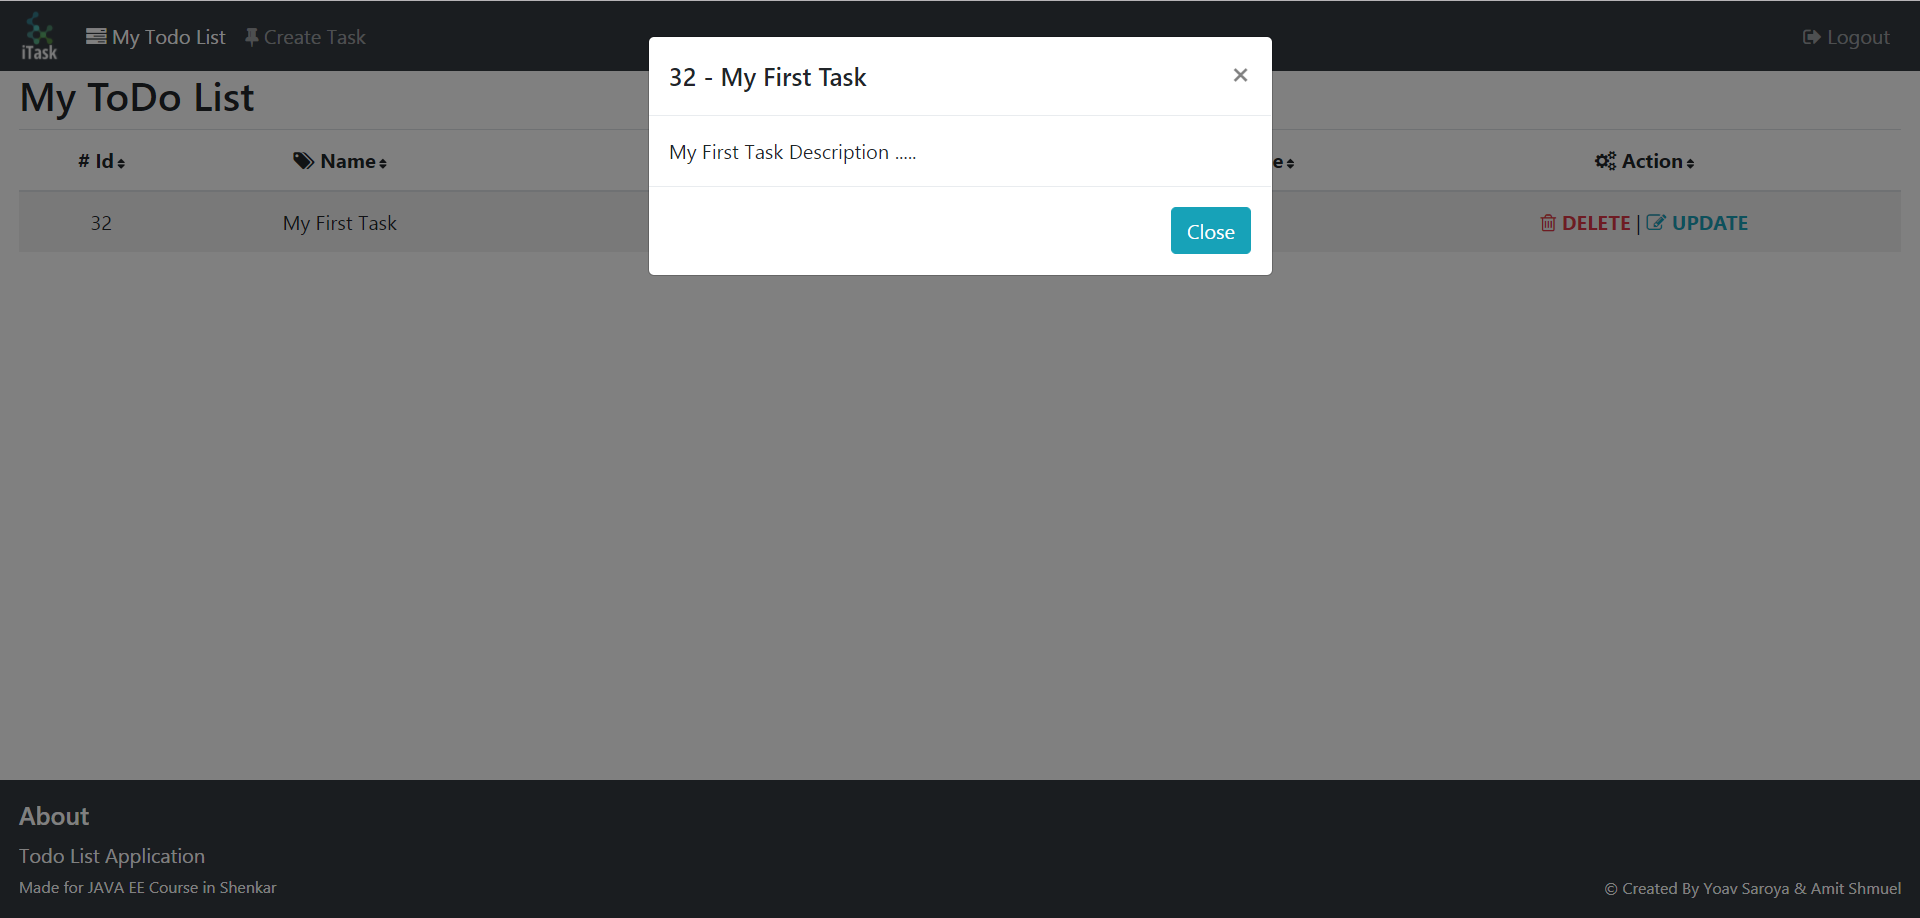 iTask
My Todo List
Create Task
Logout
32 - My First Task
×
My First Task Description .....
Close
My ToDo List
# Id
Name
e
Action
32
My First Task
DELETE | UPDATE
About
Todo List Application
Made for JAVA EE Course in Shenkar
© Created By Yoav Saroya & Amit Shmuel